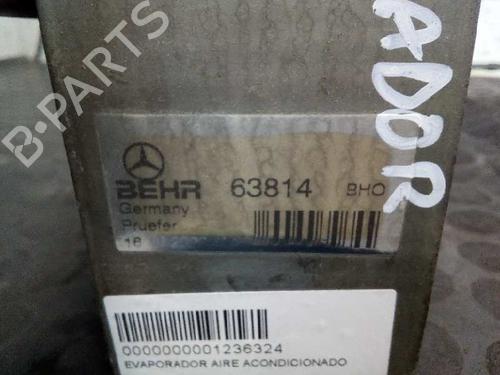 ADOR
B-PARTS
BEHR 63814 BHO
Germany
Pruefer
16
0000000001236324
EVAPORADOR AIRE ACONDICIONADO